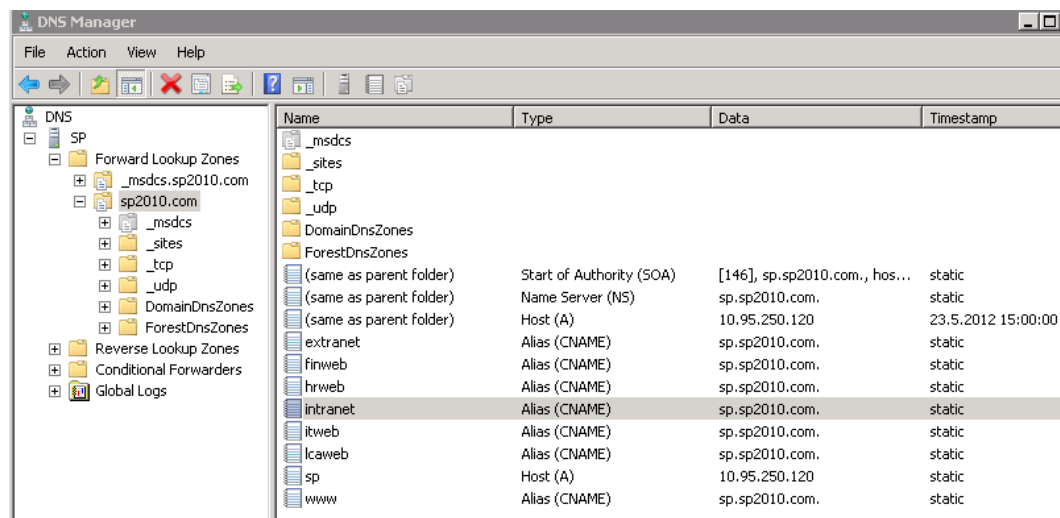 DNS Manager
File Action View Help
DNS
SP
Forward Lookup Zones
_msdcs.sp2010.com
sp2010.com
_msdcs
_sites
_tcp
_udp
DomainDnsZones
ForestDnsZones
Reverse Lookup Zones
Conditional Forwarders
Global Logs
Name Type Data Timestamp
_msdcs
_sites
_tcp
_udp
DomainDnsZones
ForestDnsZones
(same as parent folder) Start of Authority (SOA) [146], sp.sp2010.com., hos... static
(same as parent folder) Name Server (NS) sp.sp2010.com. static
(same as parent folder) Host (A) 10.95.250.120 23.5.2012 15:00:00
extranet Alias (CNAME) sp.sp2010.com. static
finweb Alias (CNAME) sp.sp2010.com. static
hrweb Alias (CNAME) sp.sp2010.com. static
intranet Alias (CNAME) sp.sp2010.com. static
itweb Alias (CNAME) sp.sp2010.com. static
lcaweb Alias (CNAME) sp.sp2010.com. static
sp Host (A) 10.95.250.120 static
www Alias (CNAME) sp.sp2010.com. static